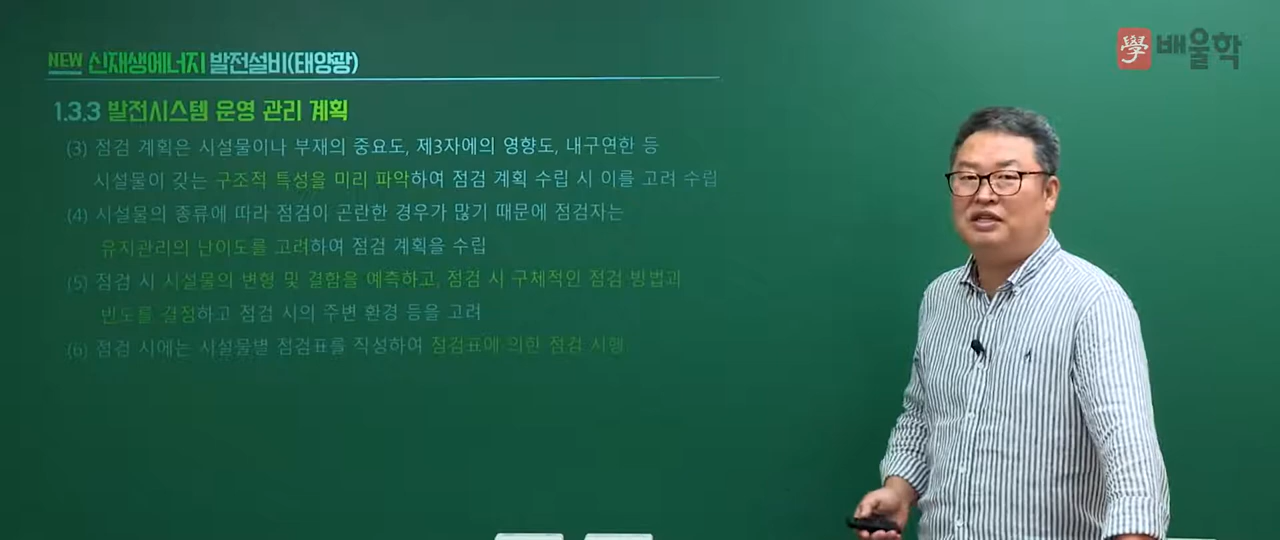 NEW 신재생에너지 발전설비(태양광)
學 배울학
1.3.3 발전시스템 운영 관리 계획
(3) 점검 계획은 시설물이나 부재의 중요도, 제3자에의 영향도, 내구연한 등
시설물이 갖는 구조적 특성을 미리 파악하여 점검 계획 수립 시 이를 고려 수립
(4) 시설물의 종류에 따라 점검이 곤란한 경우가 많기 때문에 점검자는
유지관리의 난이도를 고려하여 점검 계획을 수립
(5) 점검 시 시설물의 변형 및 결함을 예측하고, 점검 시 구체적인 점검 방법과
빈도를 결정하고 점검 시의 주변 환경 등을 고려
(6) 점검 시에는 시설물별 점검표를 작성하여 점검표에 의한 점검 시행